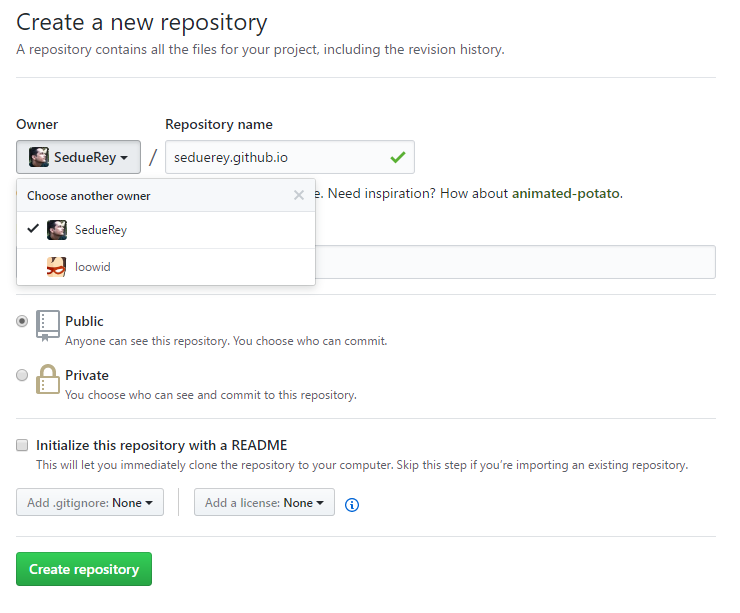 Create a new repository
A repository contains all the files for your project, including the revision history.
Owner
Repository name
SedueRey
/
seduerey.github.io
e. Need inspiration? How about animated-potato.
Choose another owner
SedueRey
loowid
Public
Anyone can see this repository. You choose who can commit.
Private
You choose who can see and commit to this repository.
Initialize this repository with a README
This will let you immediately clone the repository to your computer. Skip this step if you’re importing an existing repository.
Add .gitignore: None
Add a license: None
Create repository